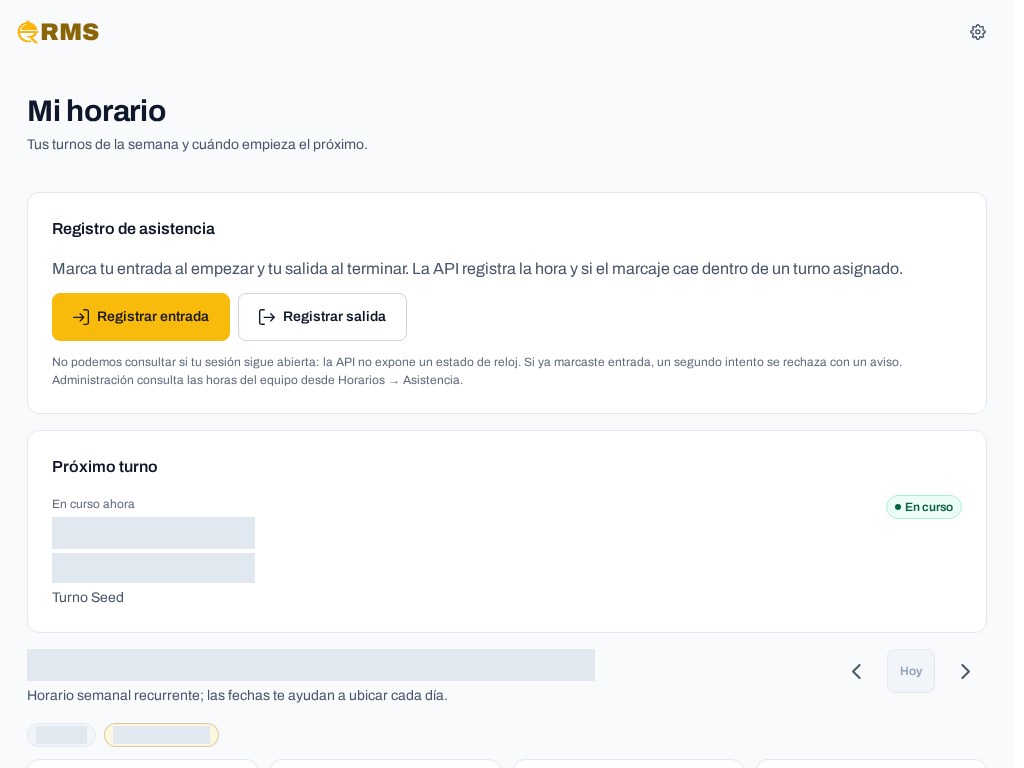 RMS
Mi horario
Tus turnos de la semana y cuándo empieza el próximo.
Registro de asistencia
Marca tu entrada al empezar y tu salida al terminar. La API registra la hora y si el marcaje cae dentro de un turno asignado.
Registrar entrada
Registrar salida
No podemos consultar si tu sesión sigue abierta: la API no expone un estado de reloj. Si ya marcaste entrada, un segundo intento se rechaza con un aviso.
Administración consulta las horas del equipo desde Horarios → Asistencia.
Próximo turno
En curso ahora
En curso
Turno Seed
Hoy
Horario semanal recurrente; las fechas te ayudan a ubicar cada día.